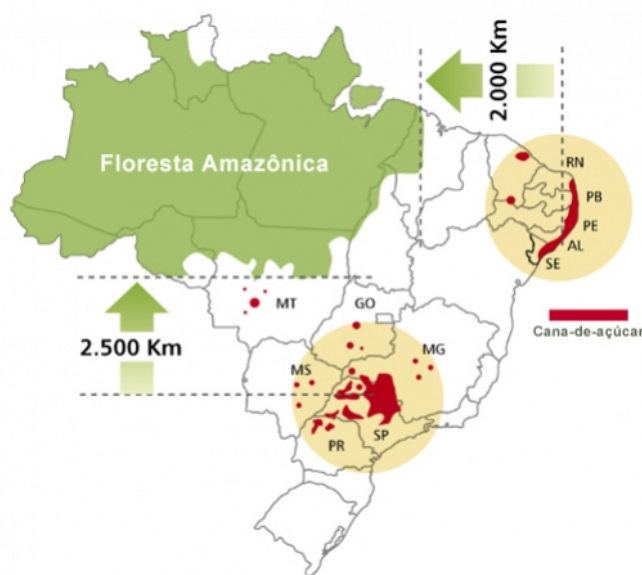 2.000 Km
Floresta Amazônica
RN
PB
PE
AL
SE
MT
GO
Cana-de-açúcar
2.500 Km
MG
MS
SP
PR